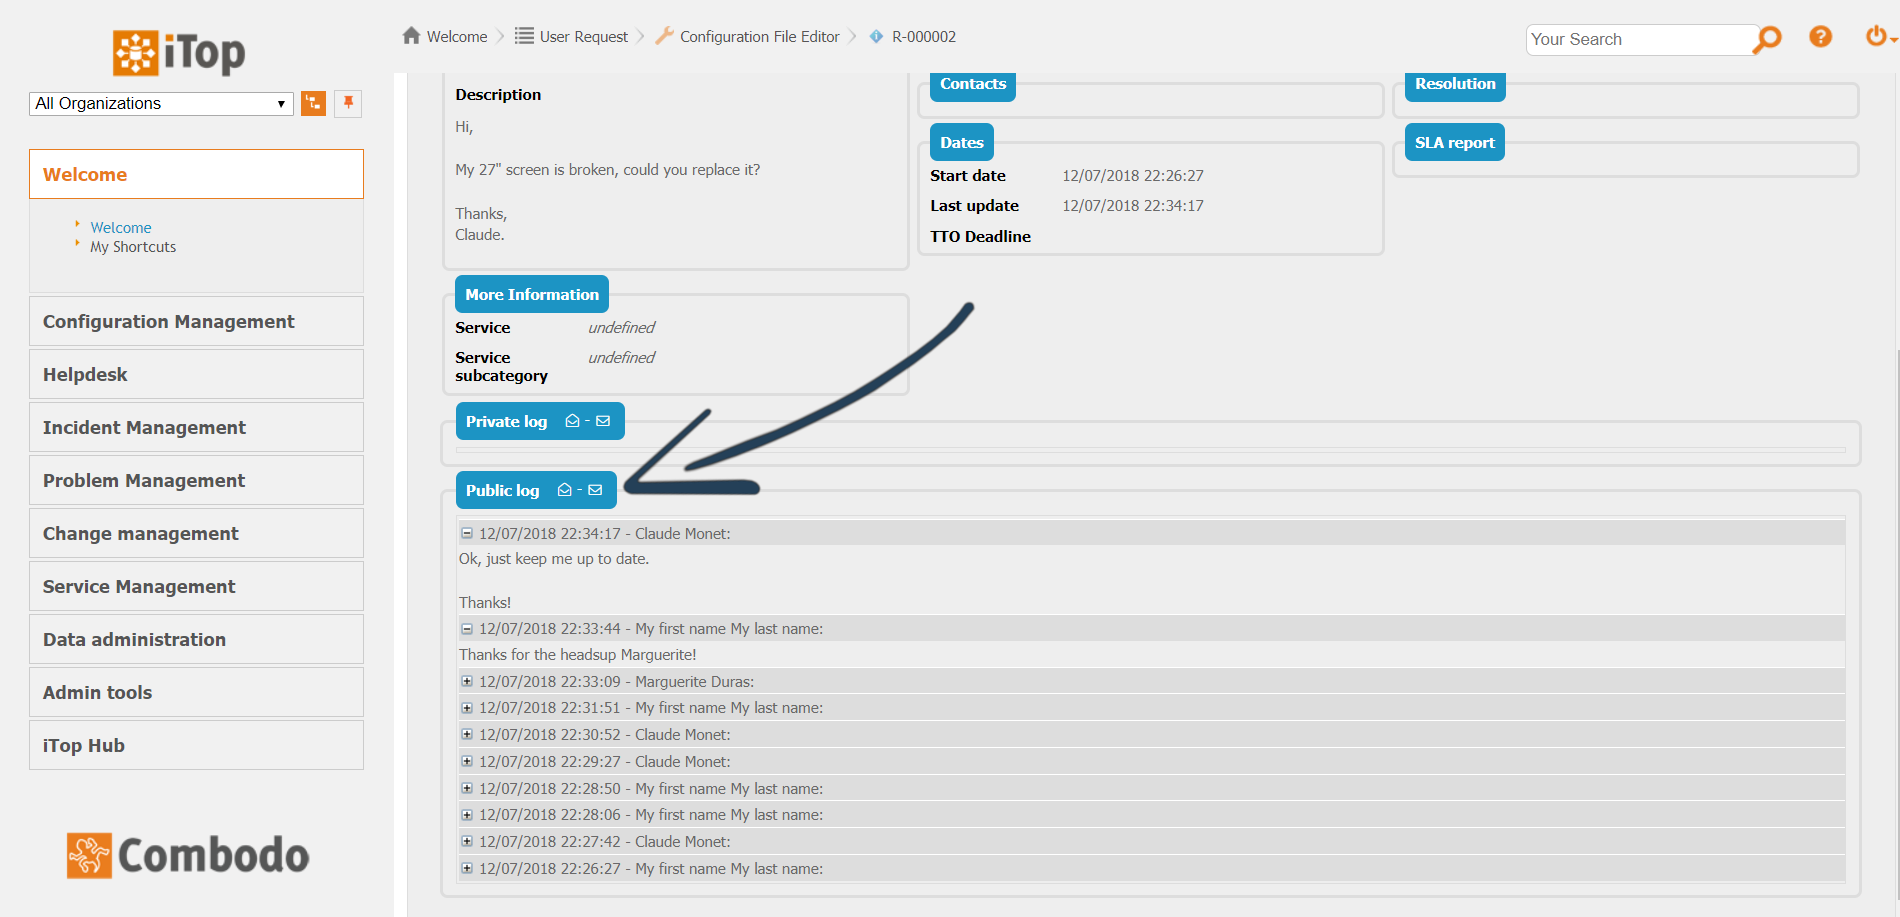 iTop
Welcome
User Request
Configuration File Editor
R-000002
Your Search
?
All Organizations
Welcome
Welcome
My Shortcuts
Configuration Management
Helpdesk
Incident Management
Problem Management
Change management
Service Management
Data administration
Admin tools
iTop Hub
Combodo
Description
Hi,
My 27" screen is broken, could you replace it?
Thanks,
Claude.
Contacts
Resolution
Dates
Start date 12/07/2018 22:26:27
Last update 12/07/2018 22:34:17
TTO Deadline
SLA report
More Information
Service undefined
Service undefined
subcategory
Private log -
Public log -
12/07/2018 22:34:17 - Claude Monet:
Ok, just keep me up to date.
Thanks!
12/07/2018 22:33:44 - My first name My last name:
Thanks for the headsup Marguerite!
12/07/2018 22:33:09 - Marguerite Duras:
12/07/2018 22:31:51 - My first name My last name:
12/07/2018 22:30:52 - Claude Monet:
12/07/2018 22:29:27 - Claude Monet:
12/07/2018 22:28:50 - My first name My last name:
12/07/2018 22:28:06 - My first name My last name:
12/07/2018 22:27:42 - Claude Monet:
12/07/2018 22:26:27 - My first name My last name: